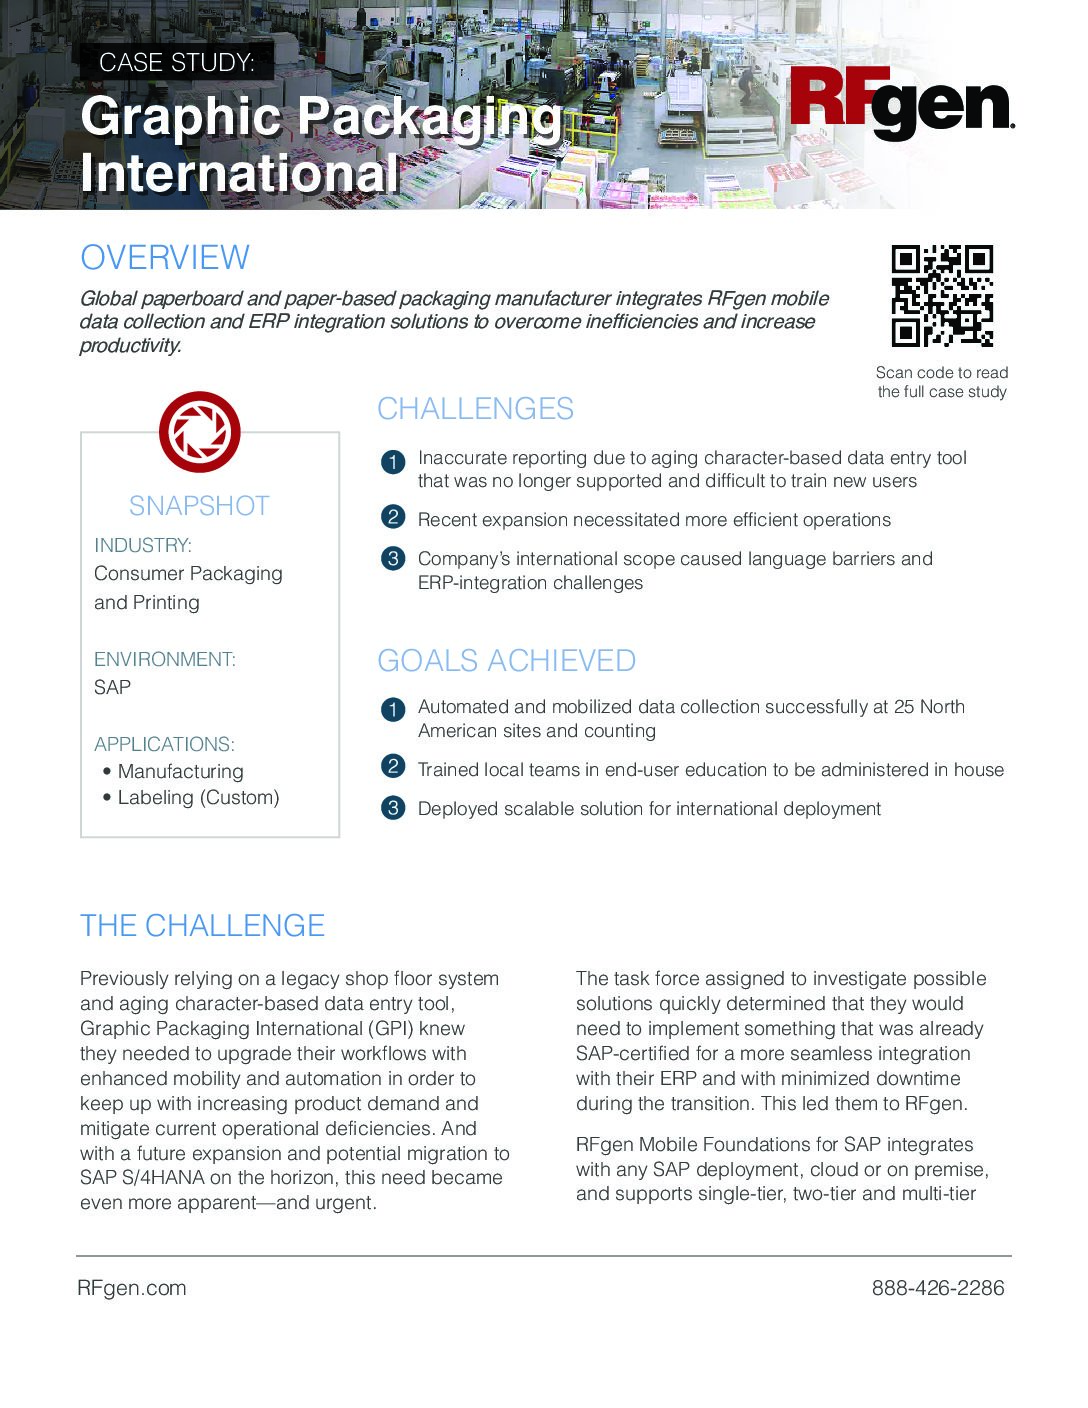 CASE STUDY:
Graphic Packaging
International
RFgen.
OVERVIEW
Global paperboard and paper-based packaging manufacturer integrates RFgen mobile
data collection and ERP integration solutions to overcome inefficiencies and increase
productivity.
Scan code to read
the full case study
SNAPSHOT
INDUSTRY:
Consumer Packaging
and Printing
ENVIRONMENT:
SAP
APPLICATIONS:
• Manufacturing
• Labeling (Custom)
CHALLENGES
1 Inaccurate reporting due to aging character-based data entry tool
that was no longer supported and difficult to train new users
2 Recent expansion necessitated more efficient operations
3 Company's international scope caused language barriers and
ERP-integration challenges
GOALS ACHIEVED
1 Automated and mobilized data collection successfully at 25 North
American sites and counting
2 Trained local teams in end-user education to be administered in house
3 Deployed scalable solution for international deployment
THE CHALLENGE
Previously relying on a legacy shop floor system
and aging character-based data entry tool,
Graphic Packaging International (GPI) knew
they needed to upgrade their workflows with
enhanced mobility and automation in order to
keep up with increasing product demand and
mitigate current operational deficiencies. And
with a future expansion and potential migration to
SAP S/4HANA on the horizon, this need became
even more apparent—and urgent.
The task force assigned to investigate possible
solutions quickly determined that they would
need to implement something that was already
SAP-certified for a more seamless integration
with their ERP and with minimized downtime
during the transition. This led them to RFgen.
RFgen Mobile Foundations for SAP integrates
with any SAP deployment, cloud or on premise,
and supports single-tier, two-tier and multi-tier
RFgen.com
888-426-2286